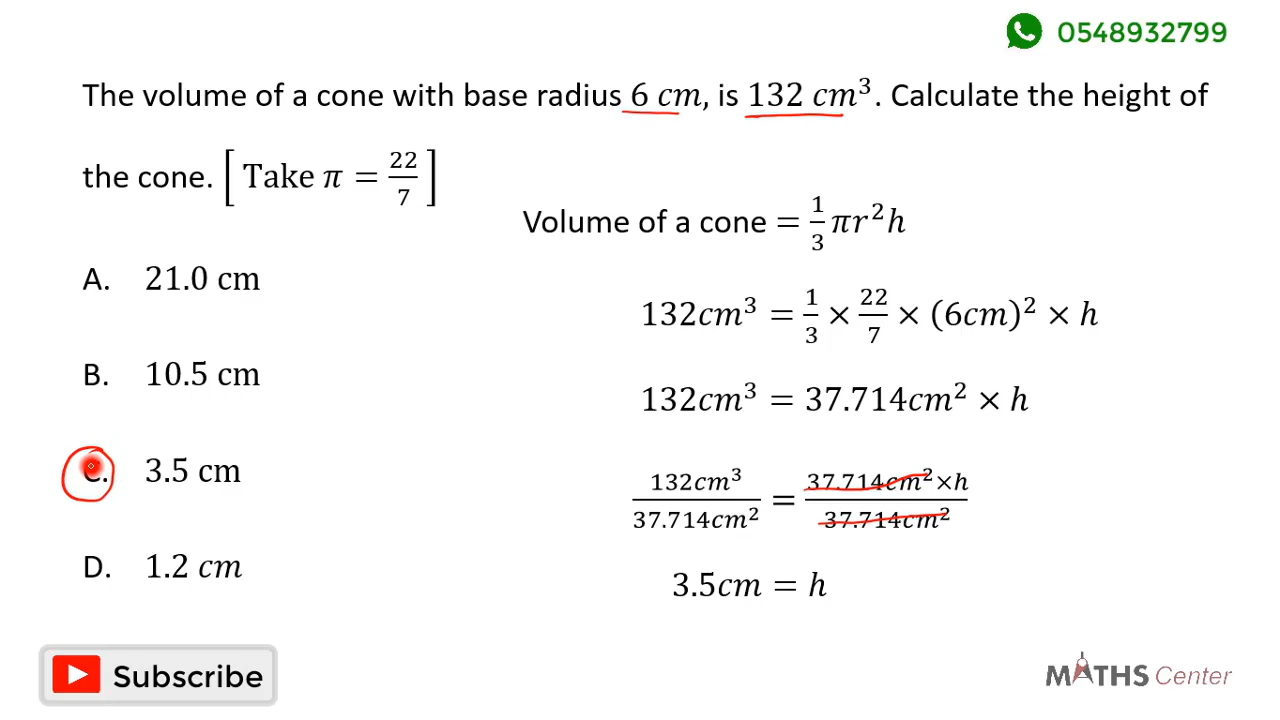 0548932799
The volume of a cone with base radius 6 cm, is 132 cm³. Calculate the height of
the cone. [Take π = 22/7]
Volume of a cone = 1/3 πr²h
A. 21.0 cm
132cm³ = 1/3 × 22/7 × (6cm)² × h
B. 10.5 cm
132cm³ = 37.714cm² × h
C. 3.5 cm
132cm³/37.714cm² = 37.714cm²×h/37.714cm²
D. 1.2 cm
3.5cm = h
Subscribe
MATHS Center